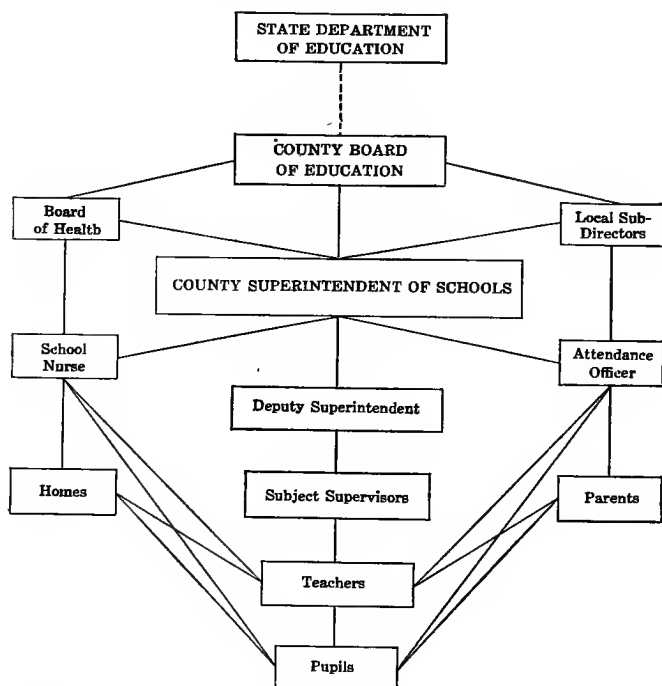 STATE DEPARTMENT
OF EDUCATION
COUNTY BOARD
OF EDUCATION
Board
of Health
Local Sub-
Directors
COUNTY SUPERINTENDENT OF SCHOOLS
School
Nurse
Attendance
Officer
Deputy Superintendent
Homes
Subject Supervisors
Parents
Teachers
Pupils